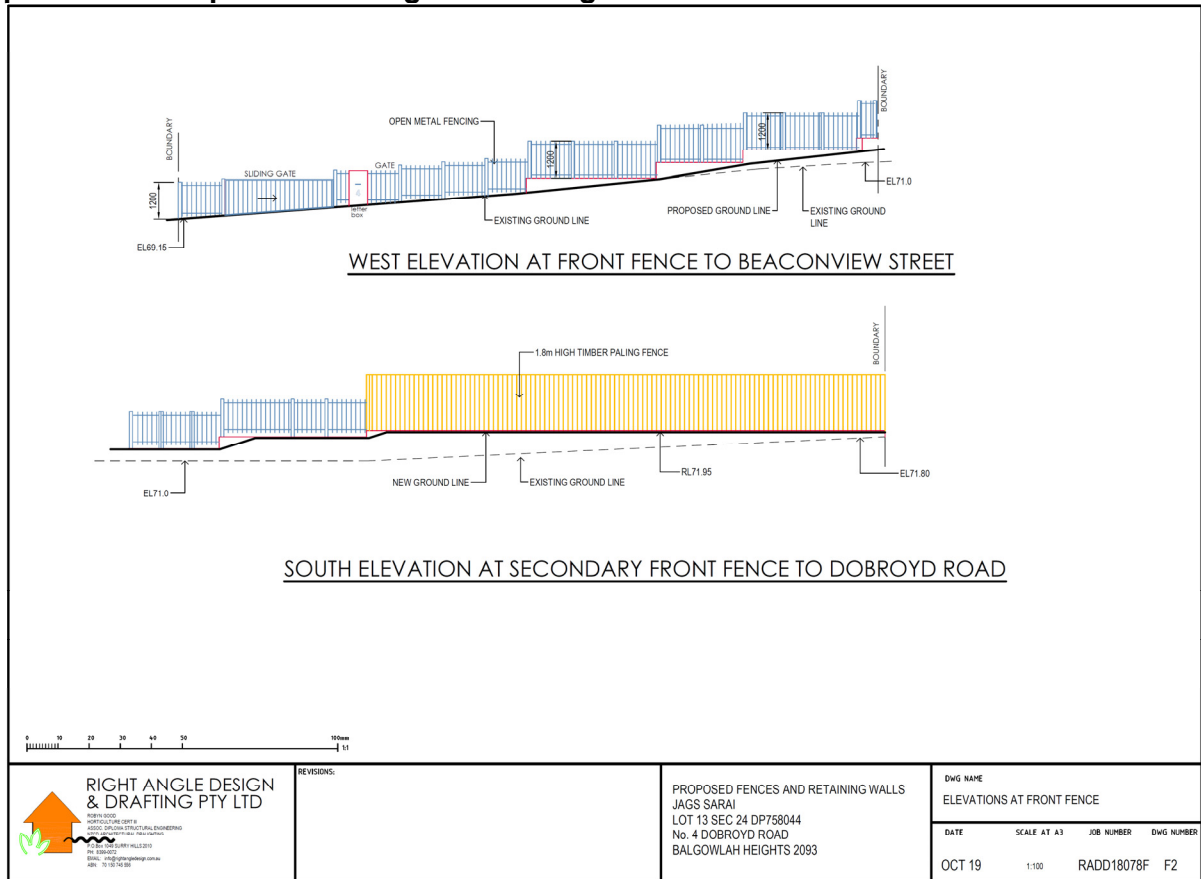 BOUNDARY
OPEN METAL FENCING
1200
BOUNDARY
GATE
SLIDING GATE
1200
1200
4
letter
box
EL71.0
PROPOSED GROUND LINE
EXISTING GROUND
LINE
EXISTING GROUND LINE
EL69.15
WEST ELEVATION AT FRONT FENCE TO BEACONVIEW STREET
BOUNDARY
1.8m HIGH TIMBER PALING FENCE
EL71.0
NEW GROUND LINE
EXISTING GROUND LINE
RL71.95
EL71.80
SOUTH ELEVATION AT SECONDARY FRONT FENCE TO DOBROYD ROAD
0 10 20 30 40 50 100mm
1:1
RIGHT ANGLE DESIGN
& DRAFTING PTY LTD
ROBYN GOOD
HORTICULTURE CERT III
ASSOC. DIPLOMA STRUCTURAL ENGINEERING
P.O.Box 1049 SURRY HILLS 2010
EMAIL: info@rightangledesign.com.au
REVISIONS:
PROPOSED FENCES AND RETAINING WALLS
JAGS SARAI
LOT 13 SEC 24 DP758044
No. 4 DOBROYD ROAD
BALGOWLAH HEIGHTS 2093
DWG NAME
ELEVATIONS AT FRONT FENCE
DATE SCALE AT A3 JOB NUMBER DWG NUMBER
OCT 19 1:100 RADD18078F F2